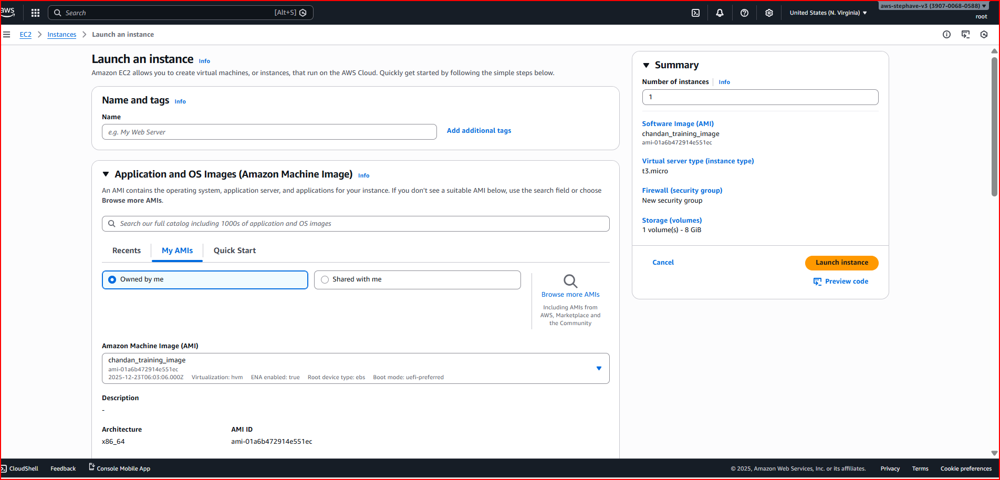 aws
Search [Alt+S]
United States (N. Virginia)
aws-stephave-v3 (3907-0068-0588)
root
EC2 Instances Launch an instance
Launch an instance Info
Amazon EC2 allows you to create virtual machines, or instances, that run on the AWS Cloud. Quickly get started by following the simple steps below.
Name and tags Info
Name
e.g. My Web Server
Add additional tags
Application and OS Images (Amazon Machine Image) Info
An AMI contains the operating system, application server, and applications for your instance. If you don't see a suitable AMI below, use the search field or choose
Browse more AMIs.
Search our full catalog including 1000s of application and OS images
Recents My AMIs Quick Start
Owned by me
Shared with me
Browse more AMIs
Including AMIs from
AWS, Marketplace and
the Community
Amazon Machine Image (AMI)
chandan_training_image
ami-01a6b472914e551ec
2025-12-23T06:03:06.000Z Virtualization: hvm ENA enabled: true Root device type: ebs Boot mode: uefi-preferred
Description
-
Architecture AMI ID
x86_64 ami-01a6b472914e551ec
Summary
Number of instances Info
1
Software Image (AMI)
chandan_training_image
ami-01a6b472914e551ec
Virtual server type (instance type)
t3.micro
Firewall (security group)
New security group
Storage (volumes)
1 volume(s) - 8 GiB
Cancel Launch instance
Preview code
CloudShell Feedback Console Mobile App
© 2025, Amazon Web Services, Inc. or its affiliates. Privacy Terms Cookie preferences